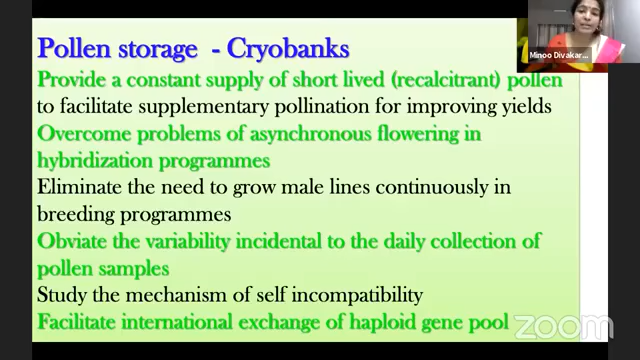 Pollen storage - Cryobanks
Minoo Divakar...
Provide a constant supply of short lived (recalcitrant) pollen
to facilitate supplementary pollination for improving yields
Overcome problems of asynchronous flowering in
hybridization programmes
Eliminate the need to grow male lines continuously in
breeding programmes
Obviate the variability incidental to the daily collection of
pollen samples
Study the mechanism of self incompatibility
Facilitate international exchange of haploid gene pool
zoom